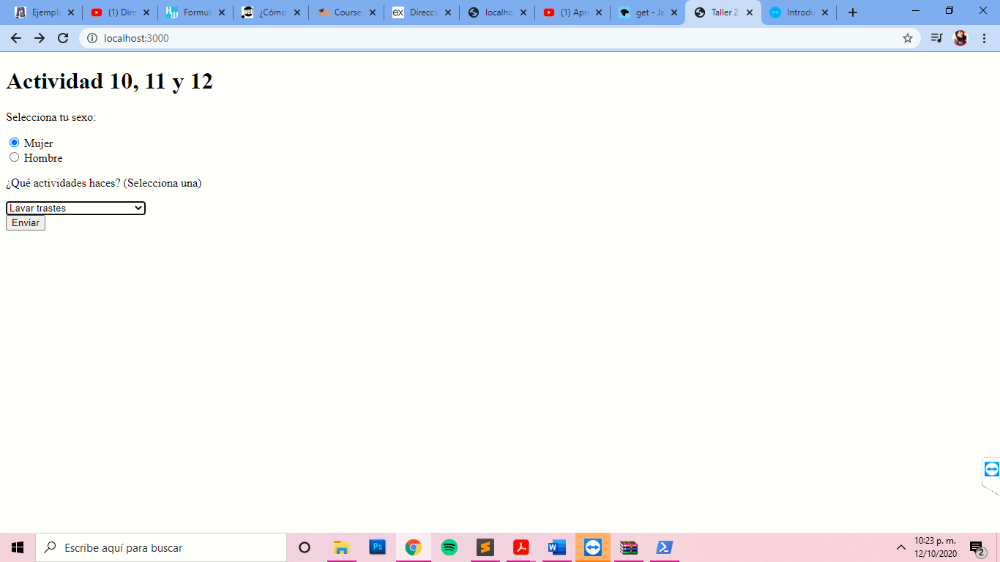 Ejemplo
(1) Dire
Formul
¿Cómo
Course:
Direcci
localho
(1) Apr
get - Ja
Taller 2
Introdu
localhost:3000
Actividad 10, 11 y 12
Selecciona tu sexo:
Mujer
Hombre
¿Qué actividades haces? (Selecciona una)
Lavar trastes
Enviar
Escribe aquí para buscar
10:23 p. m.
12/10/2020
2